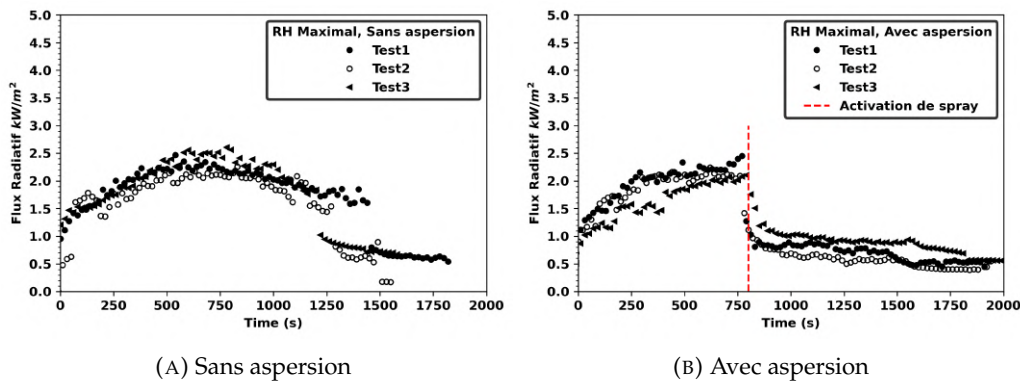 5.0
4.5
4.0
3.5
3.0
2.5
2.0
1.5
1.0
0.5
0.0
Flux Radiatif kW/m²
RH Maximal, Sans aspersion
Test1
Test2
Test3
0 250 500 750 1000 1250 1500 1750 2000
Time (s)
(A) Sans aspersion
5.0
4.5
4.0
3.5
3.0
2.5
2.0
1.5
1.0
0.5
0.0
Flux Radiatif kW/m²
RH Maximal, Avec aspersion
Test1
Test2
Test3
Activation de spray
0 250 500 750 1000 1250 1500 1750 2000
Time (s)
(B) Avec aspersion